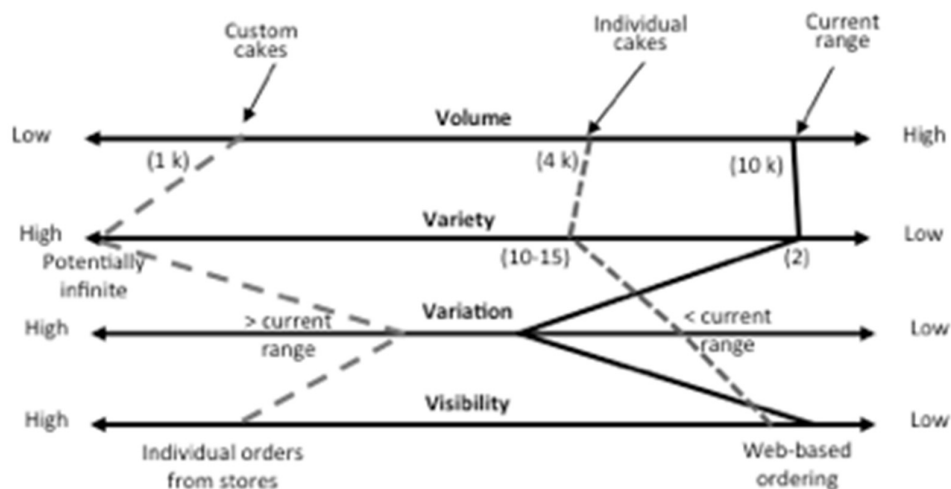 Custom
cakes
Individual
cakes
Current
range
Low
Volume
High
(1 k)
(4 k)
(10 k)
High
Variety
Low
Potentially
infinite
(10-15)
(2)
High
> current
range
Variation
< current
range
Low
High
Visibility
Low
Individual orders
from stores
Web-based
ordering